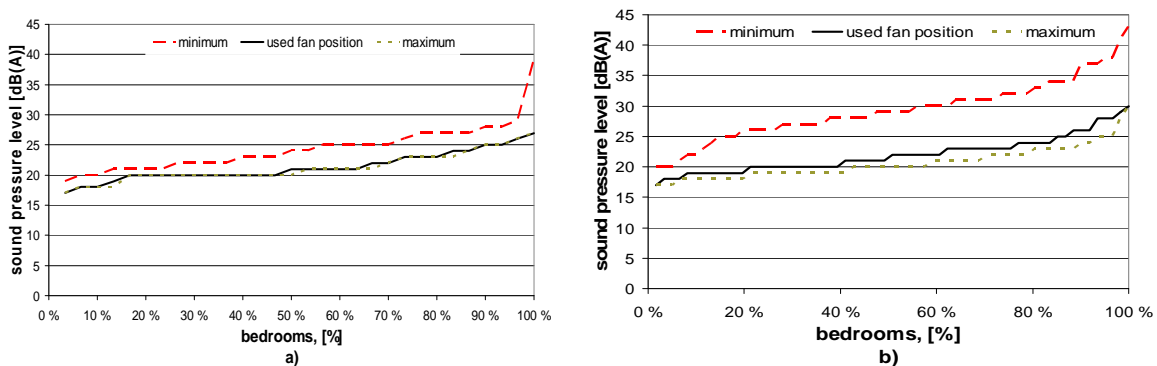 45
40
35
30
25
20
15
10
5
0
sound pressure level [dB(A)]
minimum used fan position maximum
0 % 10 % 20 % 30 % 40 % 50 % 60 % 70 % 80 % 90 % 100 %
bedrooms, [%]
a)
45
40
35
30
25
20
15
10
5
0
sound pressure level [dB(A)]
minimum used fan position maximum
0 % 20 % 40 % 60 % 80 % 100 %
bedrooms, [%]
b)